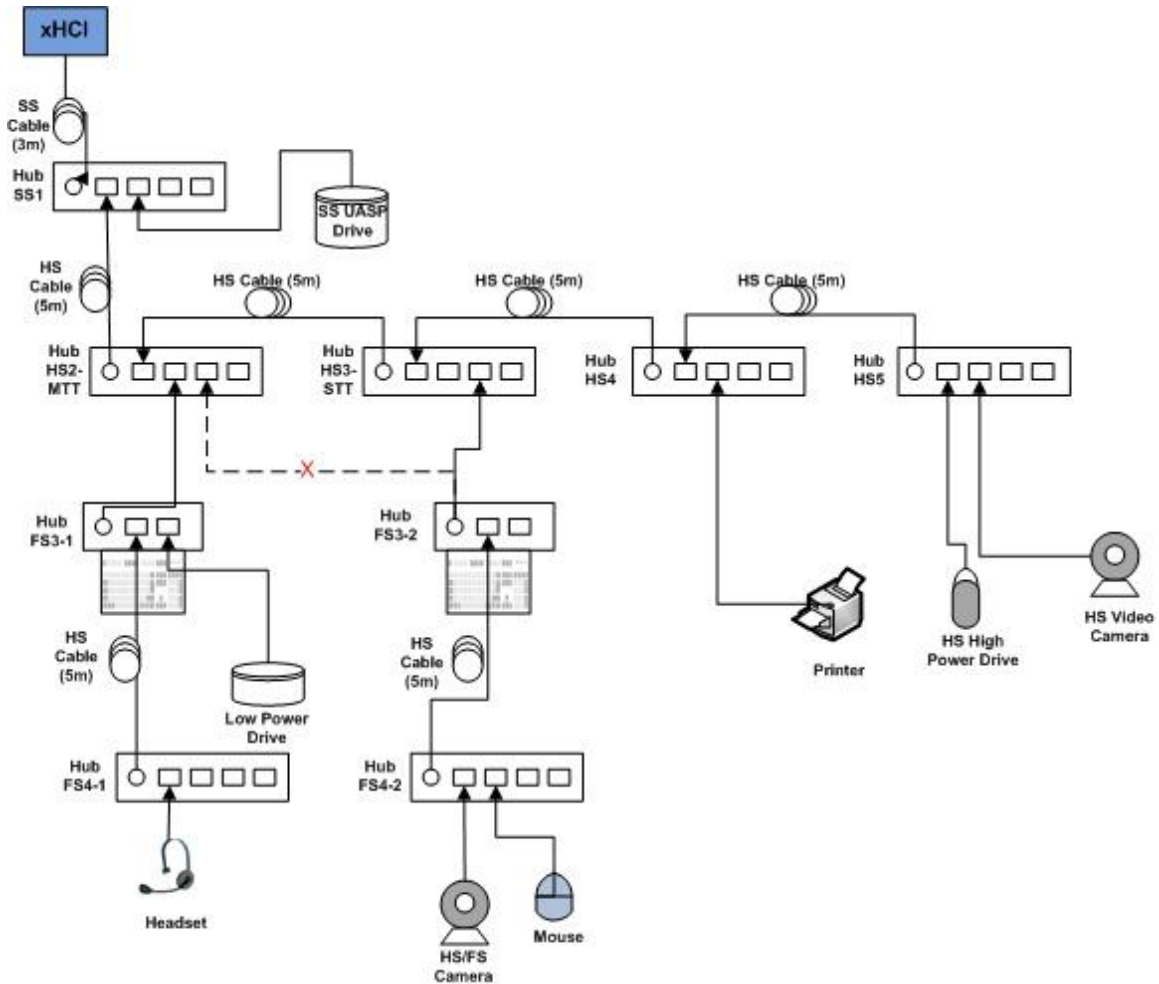 xHCI
SS
Cable
(3m)
Hub
SS1
SS UASP
Drive
HS
Cable
(5m)
HS Cable (5m)
HS Cable (5m)
HS Cable (5m)
Hub
HS2-
MTT
Hub
HS3-
STT
Hub
HS4
Hub
HS5
X
Hub
FS3-1
Hub
FS3-2
HS
Cable
(5m)
HS
Cable
(5m)
Low Power
Drive
Printer
HS High
Power Drive
HS Video
Camera
Hub
FS4-1
Hub
FS4-2
Headset
HS/FS
Camera
Mouse